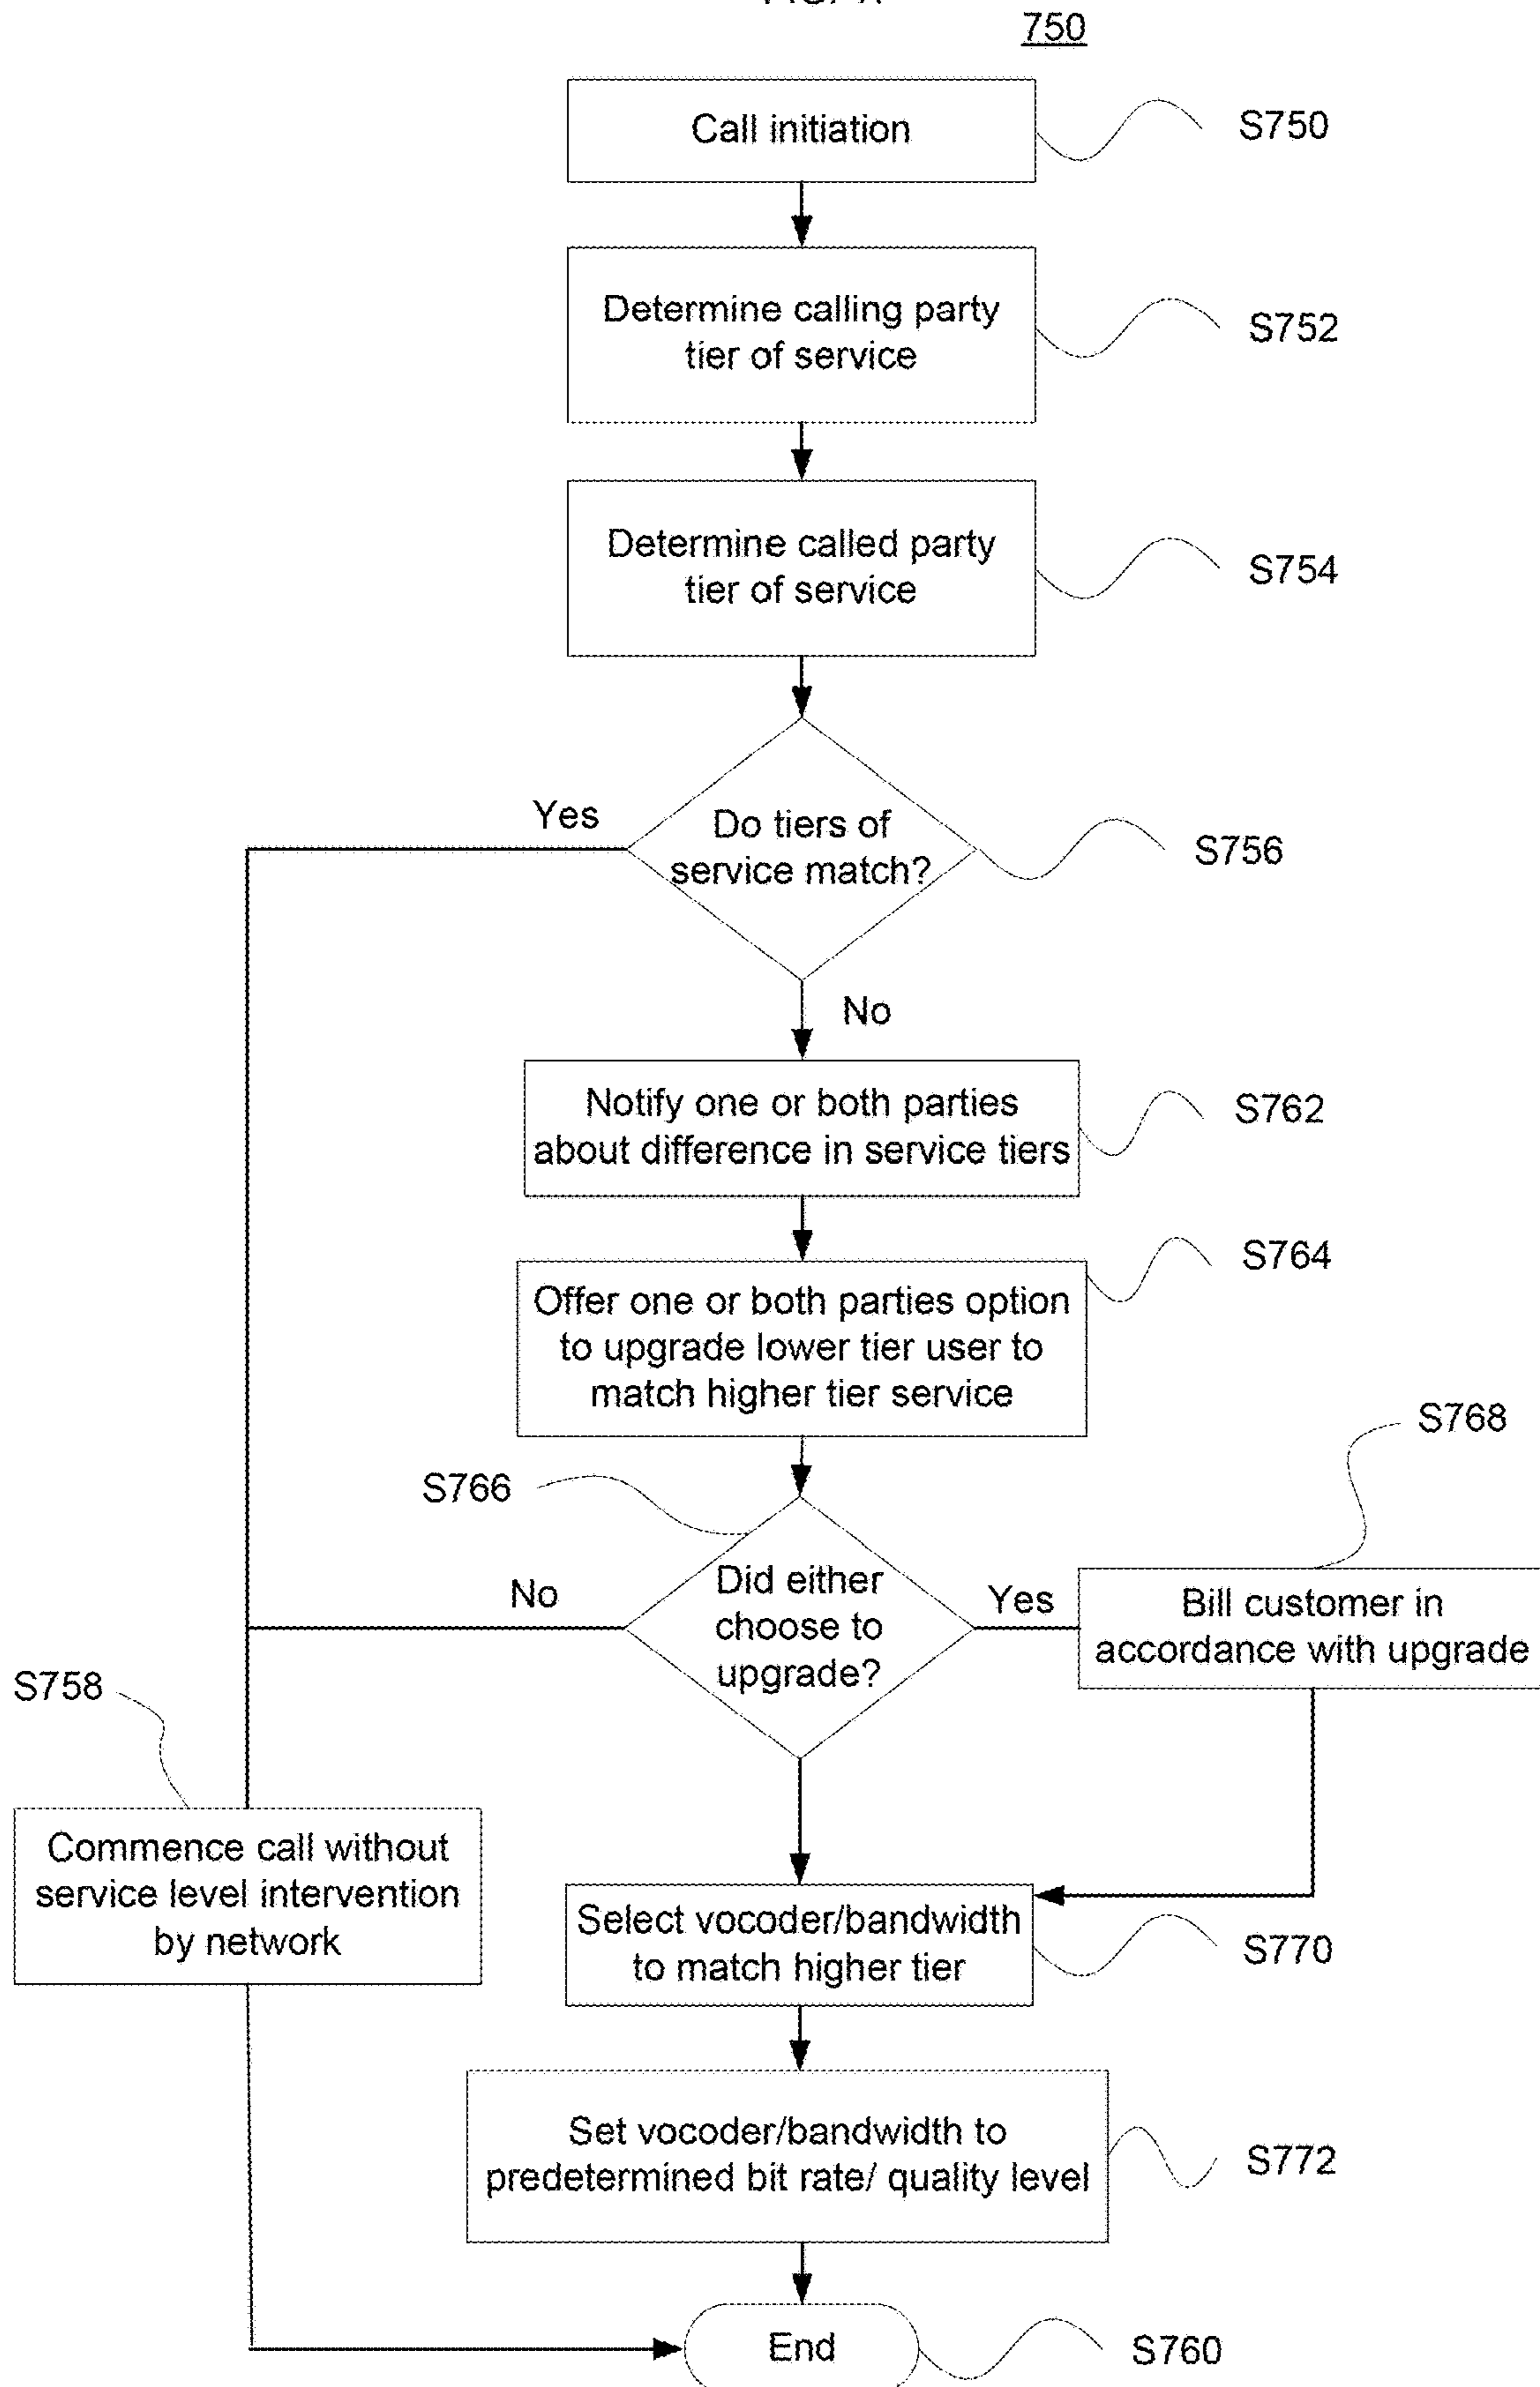 750
Call initiation
S750
Determine calling party
tier of service
S752
Determine called party
tier of service
S754
Yes
Do tiers of
service match?
S756
No
Notify one or both parties
about difference in service tiers
S762
S764
Offer one or both parties option
to upgrade lower tier user to
match higher tier service
S768
S766
No
Did either
choose to
upgrade?
Yes
Bill customer in
accordance with upgrade
S758
Commence call without
service level intervention
by network
Select vocoder/bandwidth
to match higher tier
S770
Set vocoder/bandwidth to
predetermined bit rate/ quality level
S772
End
S760